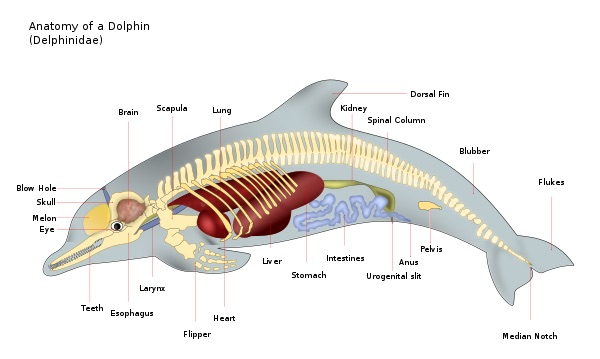 Anatomy of a Dolphin
(Delphinidae)
Dorsal Fin
Brain
Scapula
Lung
Kidney
Spinal Column
Blubber
Flukes
Blow Hole
Skull
Melon
Eye
Pelvis
Anus
Urogenital slit
Intestines
Liver
Stomach
Larynx
Teeth
Esophagus
Heart
Flipper
Median Notch